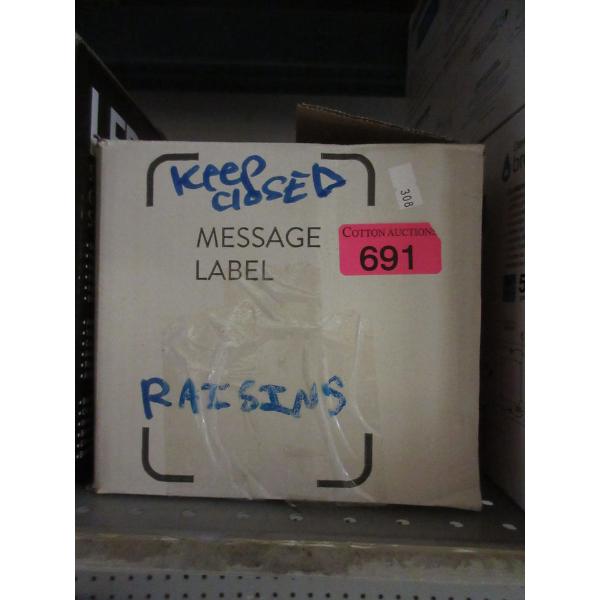 Keep
CLOSED
308
MESSAGE
LABEL
COTTON AUCTIONS
691
RAISINS